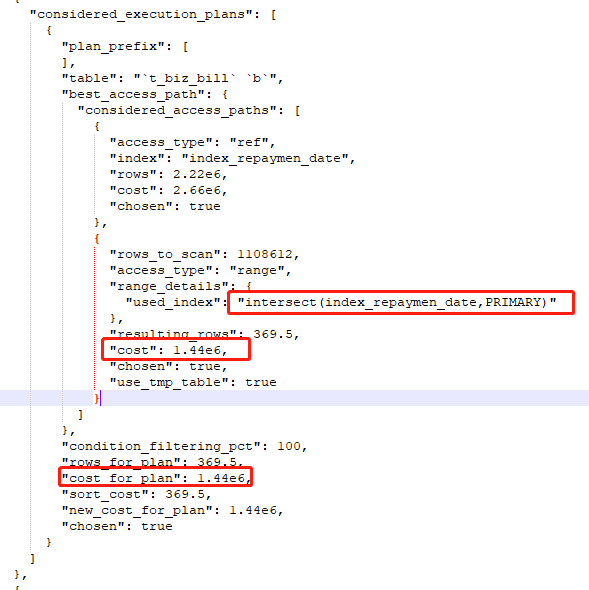 {
"considered_execution_plans": [
{
"plan_prefix": [
],
"table": "`t_biz_bill` `b`",
"best_access_path": {
"considered_access_paths": [
{
"access_type": "ref",
"index": "index_repaymen_date",
"rows": 2.22e6,
"cost": 2.66e6,
"chosen": true
},
{
"rows_to_scan": 1108612,
"access_type": "range",
"range_details": {
"used_index": "intersect(index_repaymen_date,PRIMARY)"
},
"resulting_rows": 369.5,
"cost": 1.44e6,
"chosen": true,
"use_tmp_table": true
}
]
},
"condition_filtering_pct": 100,
"rows_for_plan": 369.5,
"cost_for_plan": 1.44e6,
"sort_cost": 369.5,
"new_cost_for_plan": 1.44e6,
"chosen": true
}
]
},
{